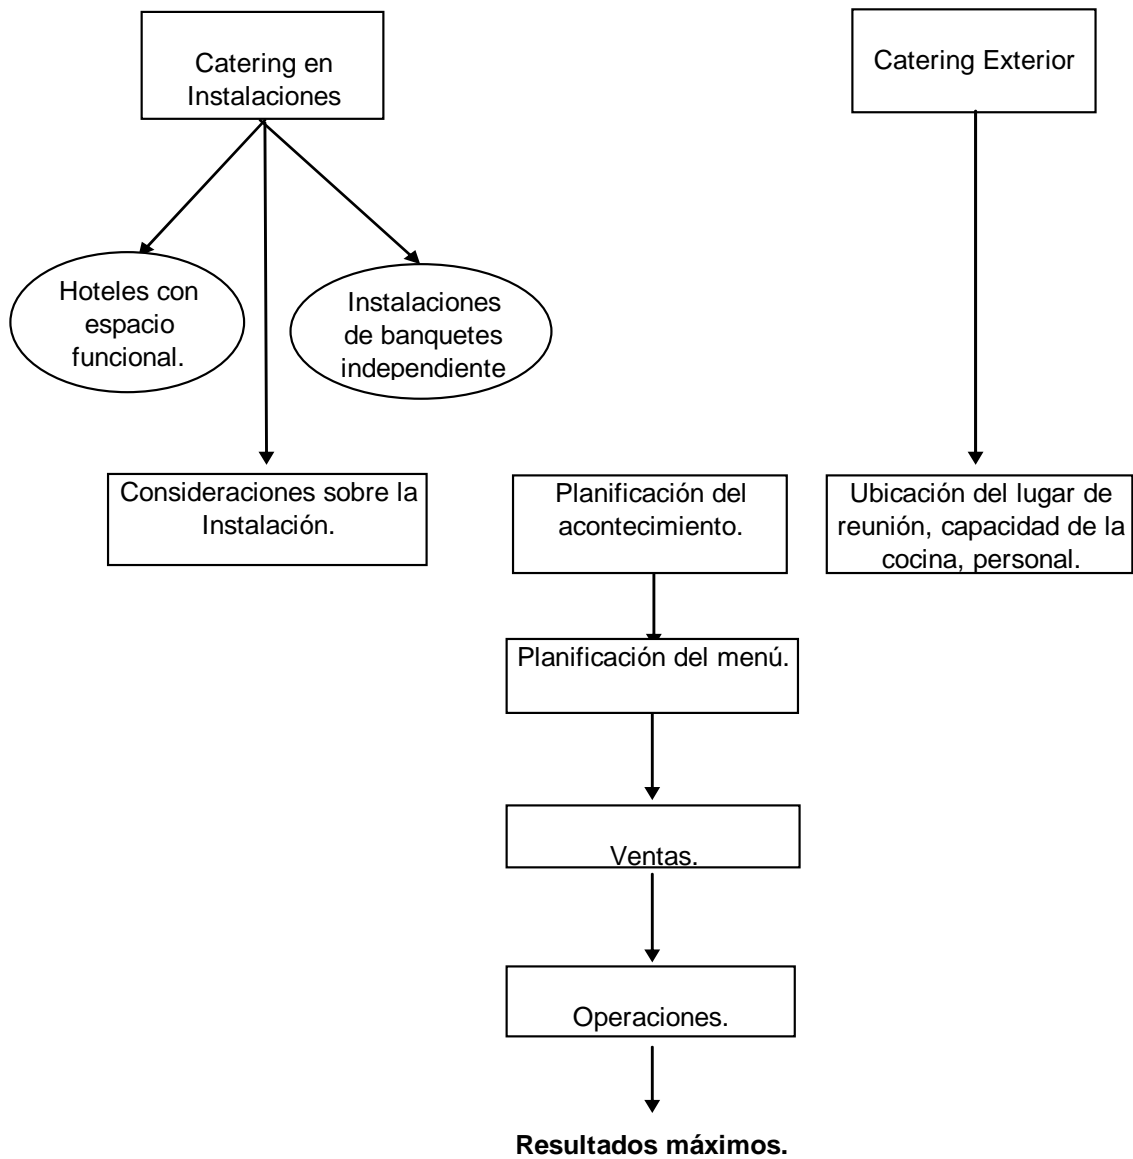 Catering en
Instalaciones
Catering Exterior
Hoteles con
espacio
funcional.
Instalaciones
de banquetes
independiente
Consideraciones sobre la
Instalación.
Planificación del
acontecimiento.
Ubicación del lugar de
reunión, capacidad de la
cocina, personal.
Planificación del menú.
Ventas.
Operaciones.
Resultados máximos.